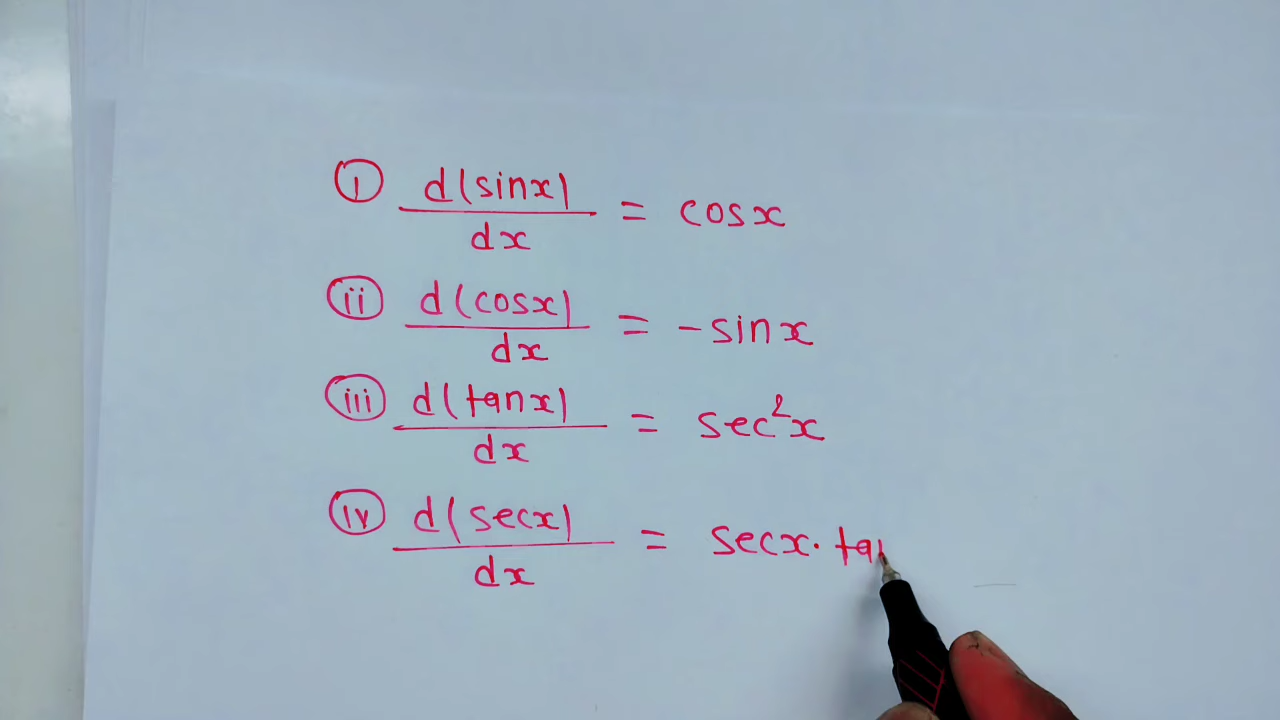 (i) d(sinx)/dx = cosx
(ii) d(cosx)/dx = -sinx
(iii) d(tanx)/dx = sec²x
(iv) d(secx)/dx = secx · ta